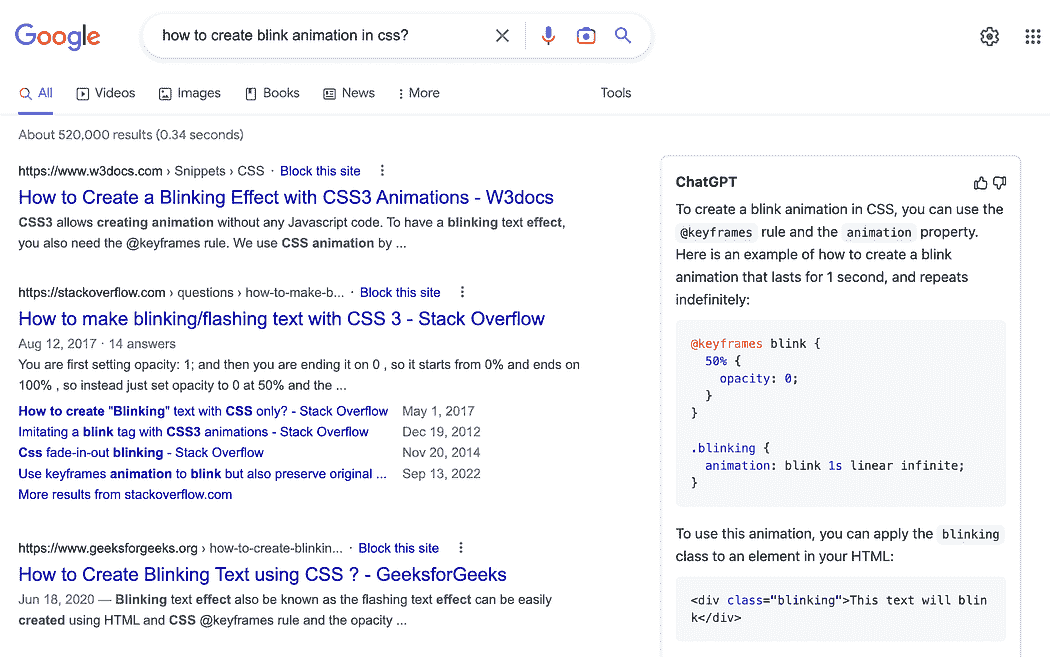 Google
how to create blink animation in css?
All Videos Images Books News More Tools
About 520,000 results (0.34 seconds)
https://www.w3docs.com › Snippets › CSS · Block this site
How to Create a Blinking Effect with CSS3 Animations - W3docs
CSS3 allows creating animation without any Javascript code. To have a blinking text effect,
you also need the @keyframes rule. We use CSS animation by ...
https://stackoverflow.com › questions › how-to-make-b... · Block this site
How to make blinking/flashing text with CSS 3 - Stack Overflow
Aug 12, 2017 · 14 answers
You are first setting opacity: 1; and then you are ending it on 0 , so it starts from 0% and ends on
100% , so instead just set opacity to 0 at 50% and the ...
How to create "Blinking" text with CSS only? - Stack Overflow May 1, 2017
Imitating a blink tag with CSS3 animations - Stack Overflow Dec 19, 2012
Css fade-in-out blinking - Stack Overflow Nov 20, 2014
Use keyframes animation to blink but also preserve original ... Sep 13, 2022
More results from stackoverflow.com
https://www.geeksforgeeks.org › how-to-create-blinkin... · Block this site
How to Create Blinking Text using CSS ? - GeeksforGeeks
Jun 18, 2020 — Blinking text effect also be known as the flashing text effect can be easily
created using HTML and CSS @keyframes rule and the opacity ...
ChatGPT
To create a blink animation in CSS, you can use the
@keyframes rule and the animation property.
Here is an example of how to create a blink
animation that lasts for 1 second, and repeats
indefinitely:
@keyframes blink {
50% {
opacity: 0;
}
}
.blinking {
animation: blink 1s linear infinite;
}
To use this animation, you can apply the blinking
class to an element in your HTML:
<div class="blinking">This text will blin
k</div>